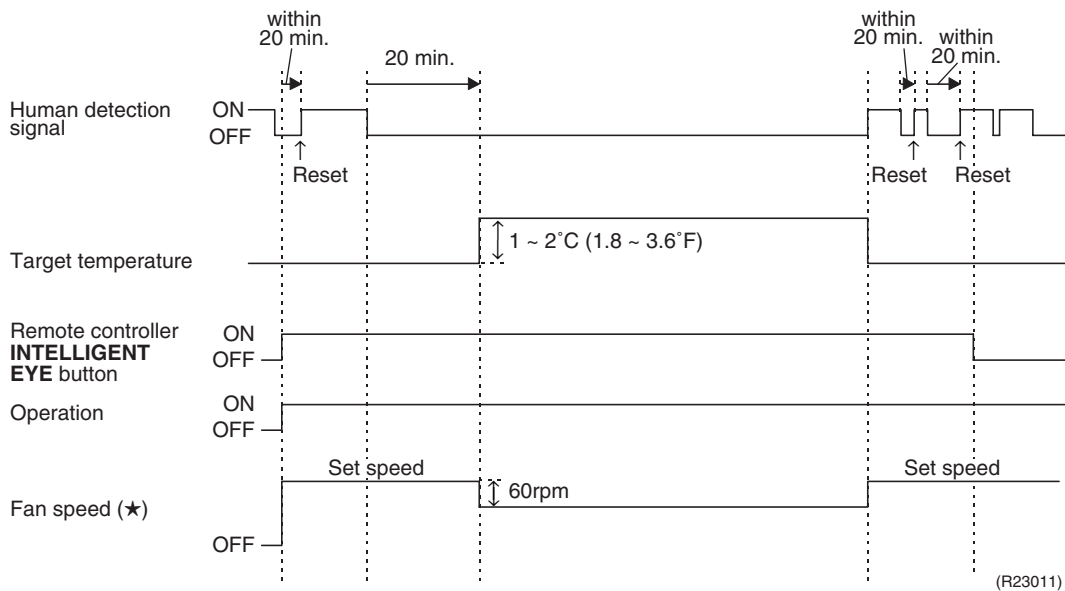 within
20 min.
20 min.
within
20 min.
within
20 min.
Human detection
signal
ON
OFF
Reset
Reset
Reset
Target temperature
1 ~ 2˚C (1.8 ~ 3.6˚F)
Remote controller
INTELLIGENT
EYE button
ON
OFF
Operation
ON
OFF
Set speed
Set speed
Fan speed (★)
60rpm
OFF
(R23011)